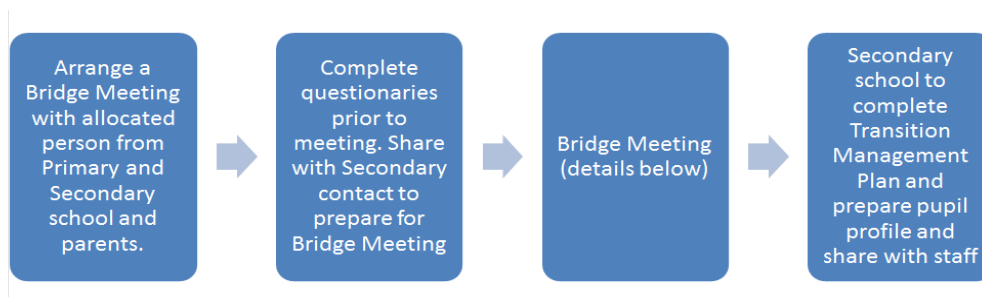 Arrange a
Bridge Meeting
with allocated
person from
Primary and
Secondary
school and
parents.
Complete
questionaries
prior to
meeting. Share
with Secondary
contact to
prepare for
Bridge Meeting
Bridge Meeting
(details below)
Secondary
school to
complete
Transition
Management
Plan and
prepare pupil
profile and
share with staff